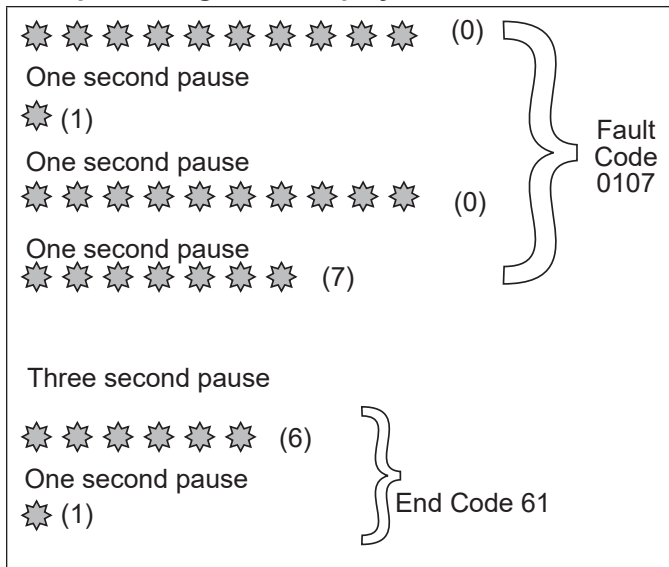 (0)
One second pause
(1)
One second pause
(0)
One second pause
(7)
Fault
Code
0107
Three second pause
(6)
One second pause
(1)
End Code 61